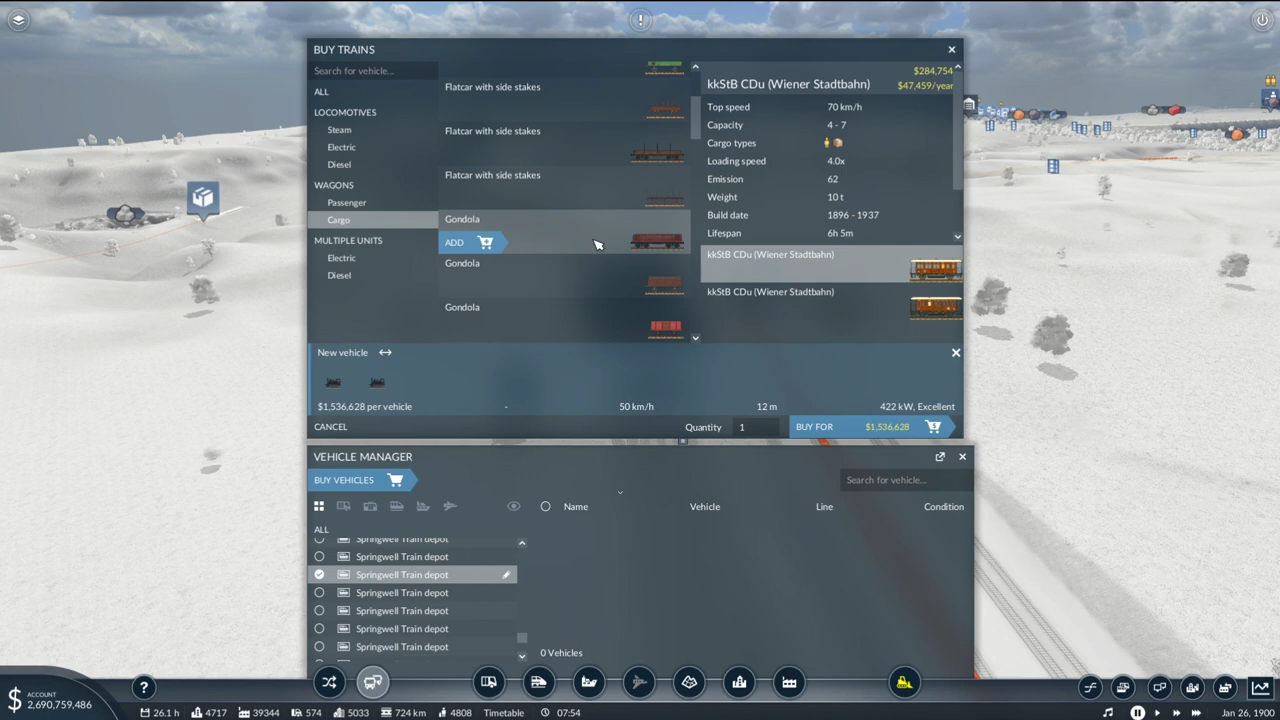 BUY TRAINS
Search for vehicle...
ALL
LOCOMOTIVES
Steam
Electric
Diesel
WAGONS
Passenger
Cargo
MULTIPLE UNITS
Electric
Diesel
Flatcar with side stakes
Flatcar with side stakes
Flatcar with side stakes
Gondola
ADD
Gondola
Gondola
$284,754
kkStB CDu (Wiener Stadtbahn)
$47,459/year
Top speed 70 km/h
Capacity 4 - 7
Cargo types
Loading speed 4.0x
Emission 62
Weight 10 t
Build date 1896 - 1937
Lifespan 6h 5m
kkStB CDu (Wiener Stadtbahn)
kkStB CDu (Wiener Stadtbahn)
New vehicle
$1,536,628 per vehicle - 50 km/h 12 m 422 kW, Excellent
CANCEL Quantity 1 BUY FOR $1,536,628
VEHICLE MANAGER
BUY VEHICLES Search for vehicle...
Name Vehicle Line Condition
ALL
Springwell Train depot
Springwell Train depot
Springwell Train depot
Springwell Train depot
Springwell Train depot
Springwell Train depot
Springwell Train depot
0 Vehicles
$ ACCOUNT
2,690,759,486
?
26.1 h 4717 39344 574 5033 724 km 4808 Timetable 07:54 Jan 26, 1900